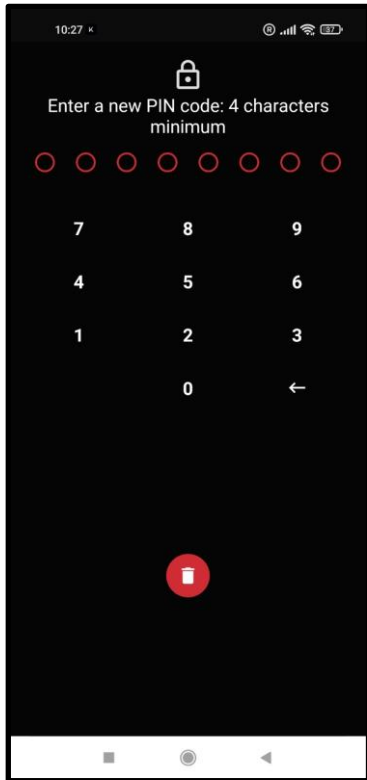 10:27 K
R 97
Enter a new PIN code: 4 characters
minimum
7 8 9
4 5 6
1 2 3
0